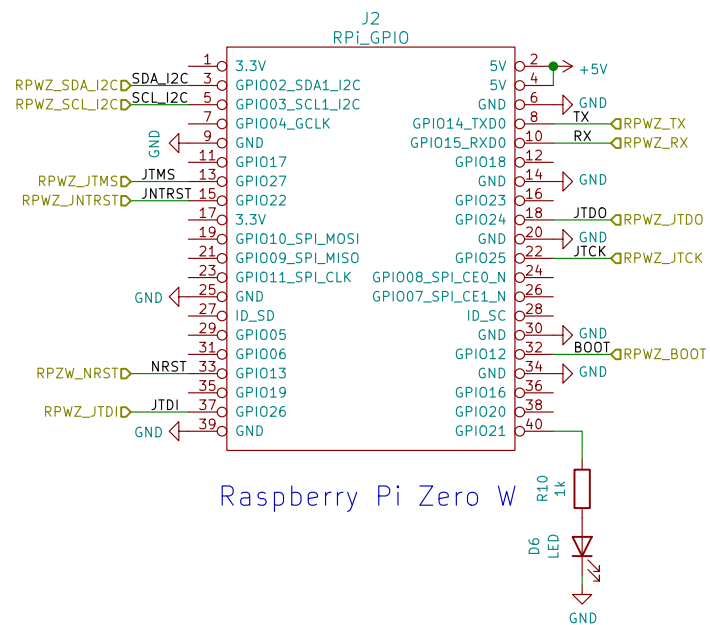 J2
RPi_GPIO
1 3.3V 5V 2 +5V
RPWZ_SDA_I2C SDA_I2C 3 GPIO02_SDA1_I2C 5V 4
RPWZ_SCL_I2C SCL_I2C 5 GPIO03_SCL1_I2C GND 6 GND
7 GPIO04_GCLK GPIO14_TXD0 8 TX RPWZ_TX
GND 9 GND GPIO15_RXD0 10 RX RPWZ_RX
11 GPIO17 GPIO18 12
RPWZ_JTMS JTMS 13 GPIO27 GND 14 GND
RPWZ_JNTRST JNTRST 15 GPIO22 GPIO23 16
17 3.3V GPIO24 18 JTDO RPWZ_JTDO
19 GPIO10_SPI_MOSI GND 20 GND
21 GPIO09_SPI_MISO GPIO25 22 JTCK RPWZ_JTCK
23 GPIO11_SPI_CLK GPIO08_SPI_CE0_N 24
GND 25 GND GPIO07_SPI_CE1_N 26
27 ID_SD ID_SC 28
29 GPIO05 GND 30 GND
31 GPIO06 GPIO12 32 BOOT RPWZ_BOOT
RPZW_NRST NRST 33 GPIO13 GND 34 GND
35 GPIO19 GPIO16 36
RPWZ_JTDI JTDI 37 GPIO26 GPIO20 38
GND 39 GND GPIO21 40
Raspberry Pi Zero W
R10
1k
D6
LED
GND